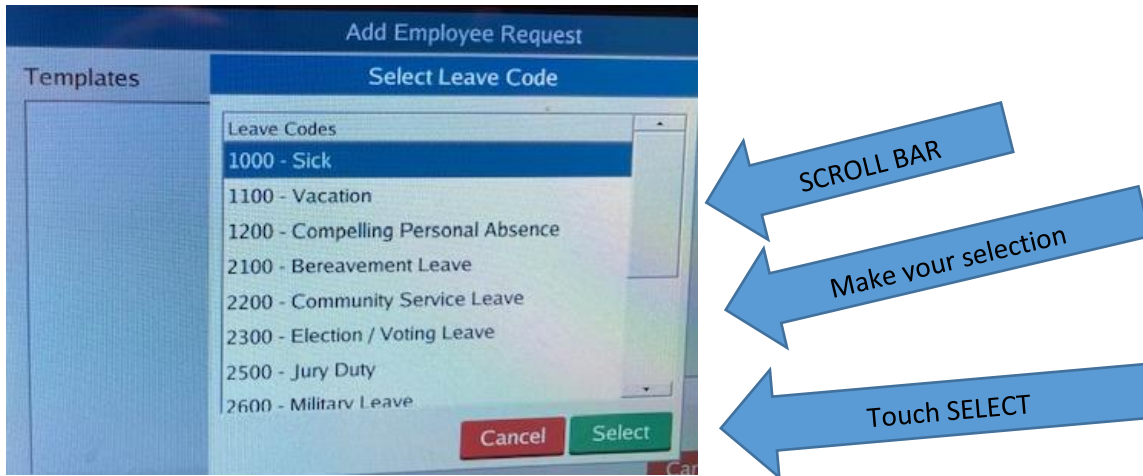 Add Employee Request
Templates
Select Leave Code
Leave Codes
1000 - Sick
1100 - Vacation
1200 - Compelling Personal Absence
2100 - Bereavement Leave
2200 - Community Service Leave
2300 - Election / Voting Leave
2500 - Jury Duty
2600 - Military Leave
Cancel
Select
SCROLL BAR
Make your selection
Touch SELECT